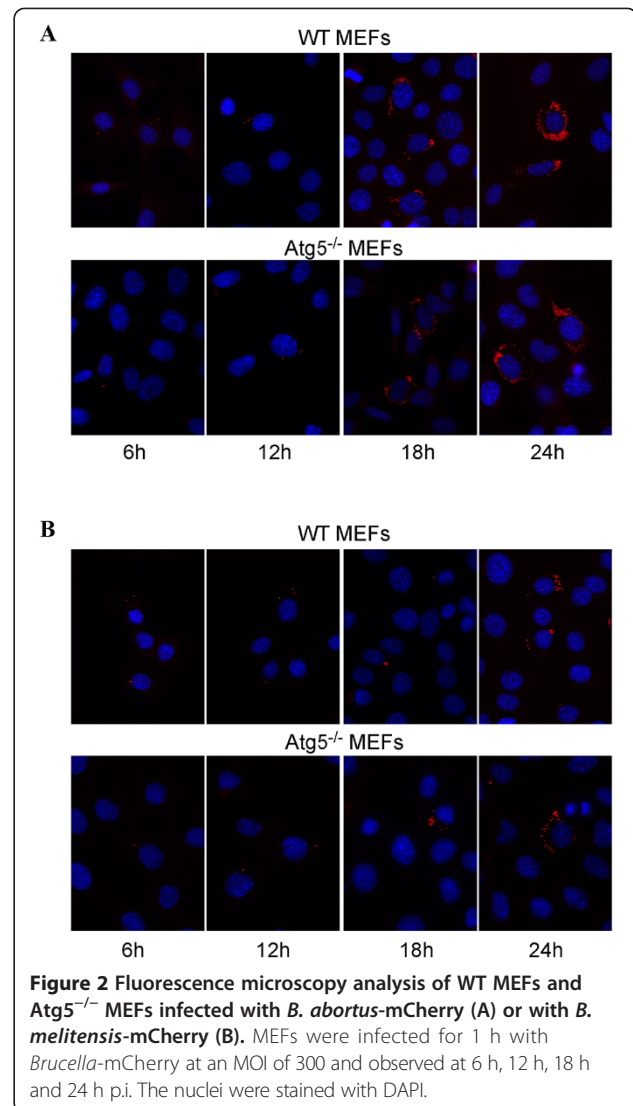 A
WT MEFs
Atg5-/- MEFs
6h 12h 18h 24h
B
WT MEFs
Atg5-/- MEFs
6h 12h 18h 24h
Figure 2 Fluorescence microscopy analysis of WT MEFs and
Atg5−/− MEFs infected with B. abortus-mCherry (A) or with B.
melitensis-mCherry (B). MEFs were infected for 1 h with
Brucella-mCherry at an MOI of 300 and observed at 6 h, 12 h, 18 h
and 24 h p.i. The nuclei were stained with DAPI.